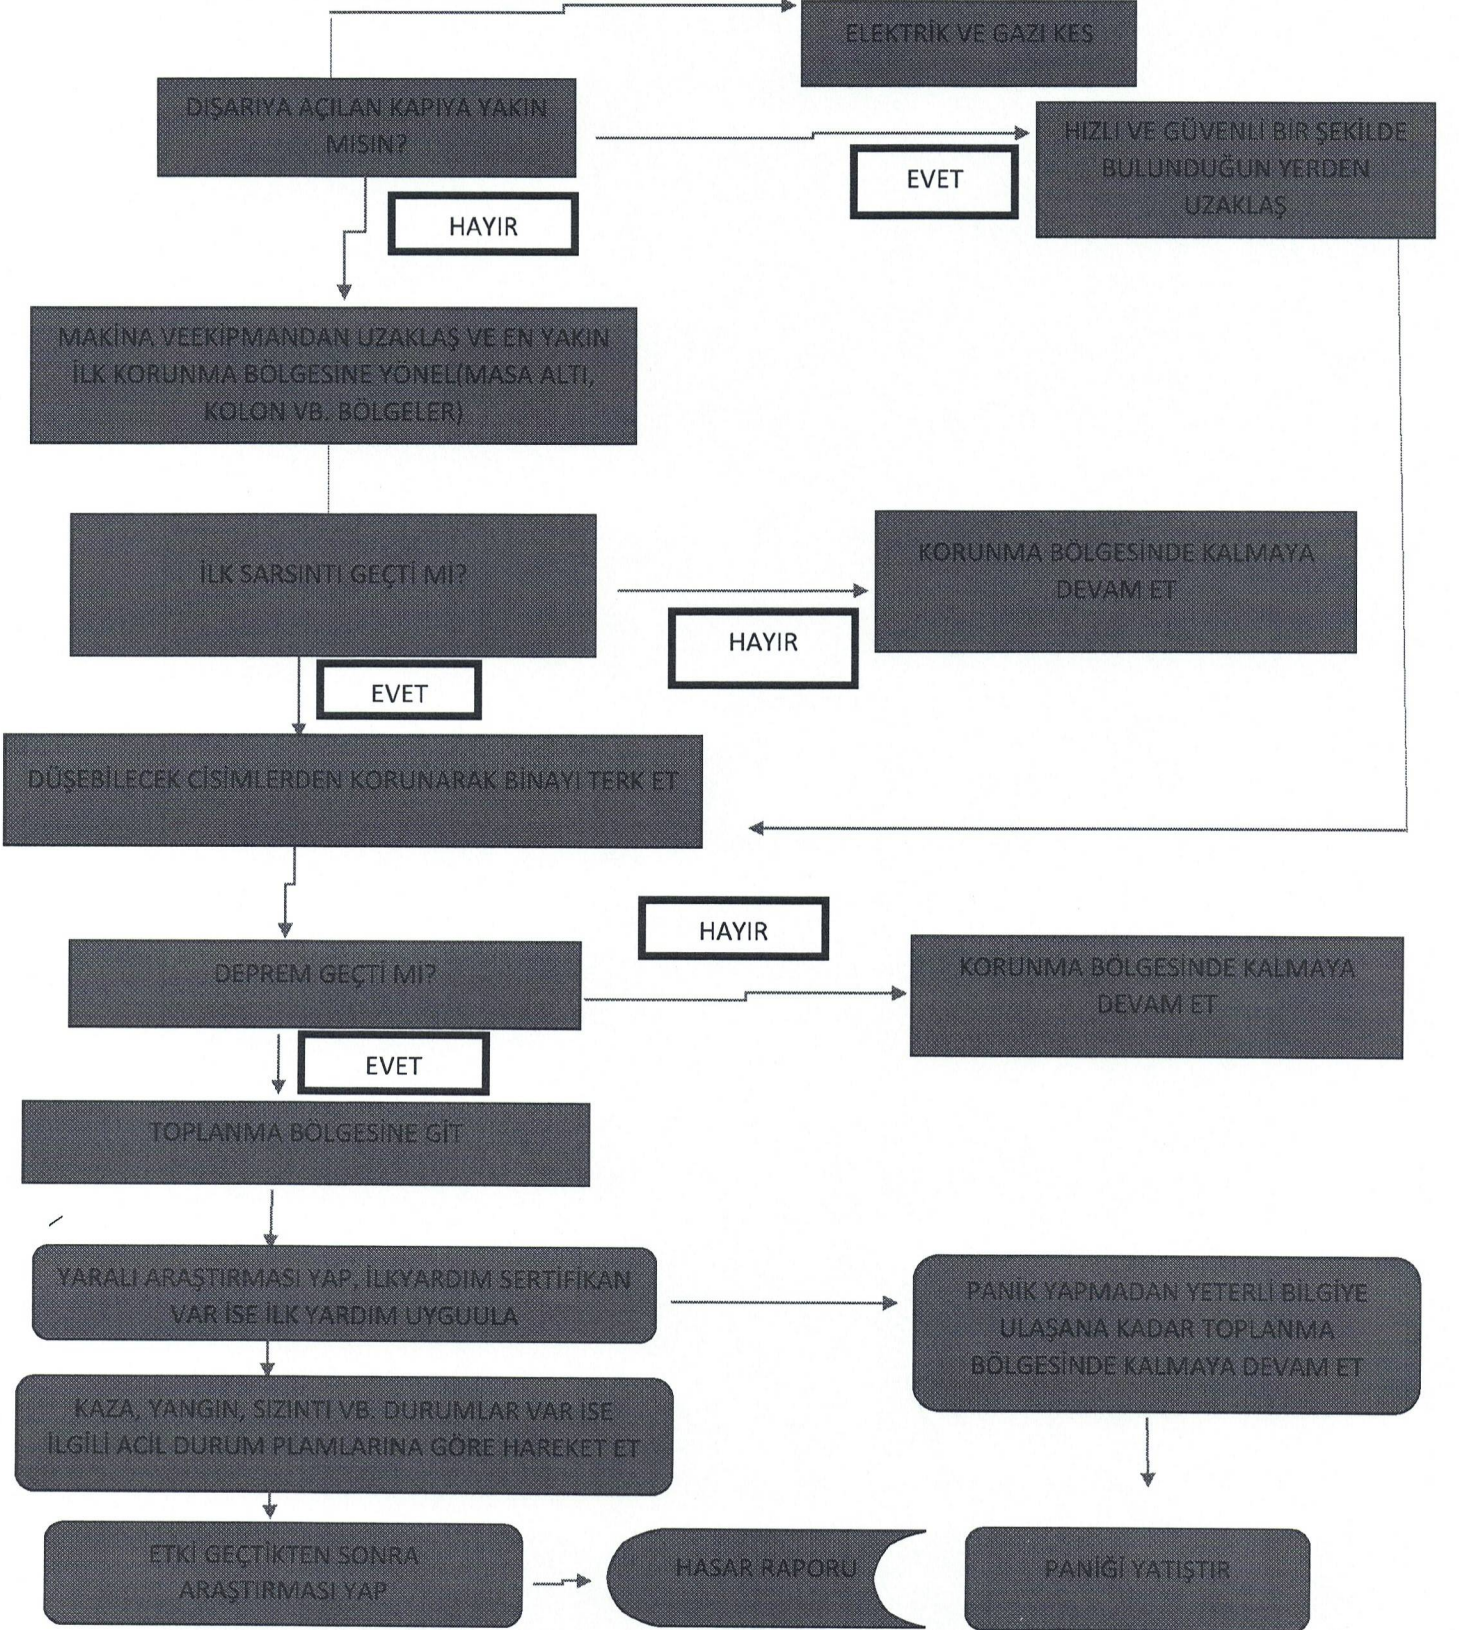 ELEKTRİK VE GAZI KES
DIŞARIYA AÇILAN KAPIYA YAKIN
MISIN?
HIZLI VE GÜVENLİ BİR ŞEKİLDE
BULUNDUĞUN YERDEN
UZAKLAŞ
EVET
HAYIR
MAKİNA VEEKİPMANDAN UZAKLAŞ VE EN YAKIN
İLK KORUNMA BÖLGESİNE YÖNEL(MASA ALTI,
KOLON VB. BÖLGELER)
İLK SARSINTI GEÇTİ Mİ?
KORUNMA BÖLGESİNDE KALMAYA
DEVAM ET
HAYIR
EVET
DÜŞEBİLECEK CİSİMLERDEN KORUNARAK BİNAYI TERK ET
HAYIR
DEPREM GEÇTİ MI?
KORUNMA BÖLGESİNDE KALMAYA
DEVAM ET
EVET
TOPLANMA BÖLGESİNE GİT
YARALI ARAŞTIRMASI YAP, İLKYARDIM SERTİFİKAN
VAR İSE İLK YARDIM UYGUULA
PANİK YAPMADAN YETERLİ BİLGİYE
ULAŞANA KADAR TOPLANMA
BÖLGESİNDE KALMAYA DEVAM ET
KAZA, YANGIN, SIZINTI VB. DURUMLAR VAR İSE
İLGİLİ ACİL DURUM PLAMLARINA GÖRE HAREKET ET
ETKİ GEÇTİKTEN SONRA
ARAŞTIRMASI YAP
HASAR RAPORU
PANİĞİ YATIŞTIR